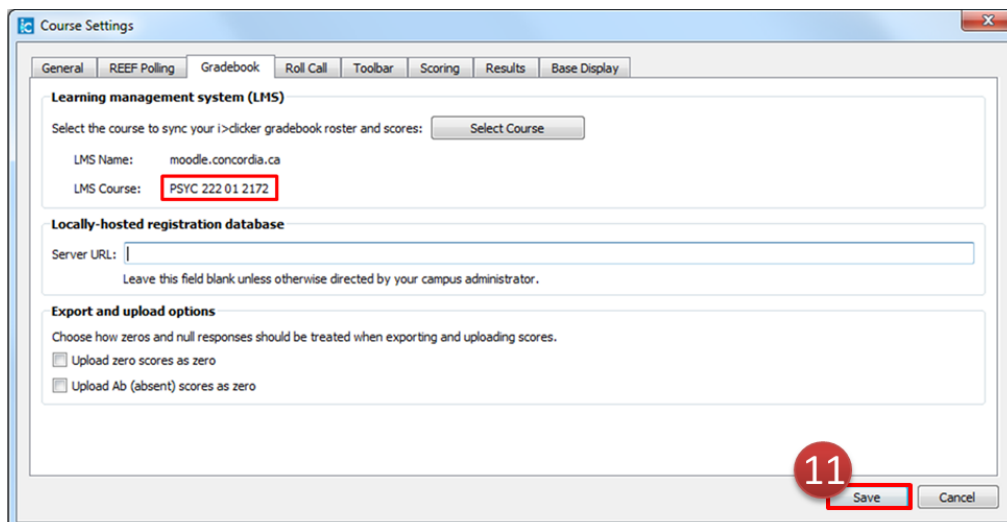 iC Course Settings
General REEF Polling Gradebook Roll Call Toolbar Scoring Results Base Display
Learning management system (LMS)
Select the course to sync your i>clicker gradebook roster and scores: Select Course
LMS Name: moodle.concordia.ca
LMS Course: PSYC 222 01 2172
Locally-hosted registration database
Server URL:
Leave this field blank unless otherwise directed by your campus administrator.
Export and upload options
Choose how zeros and null responses should be treated when exporting and uploading scores.
Upload zero scores as zero
Upload Ab (absent) scores as zero
11
Save Cancel